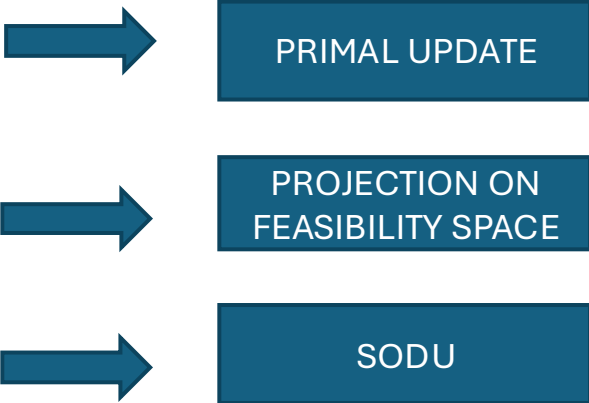 PRIMAL UPDATE
PROJECTION ON
FEASIBILITY SPACE
SODU